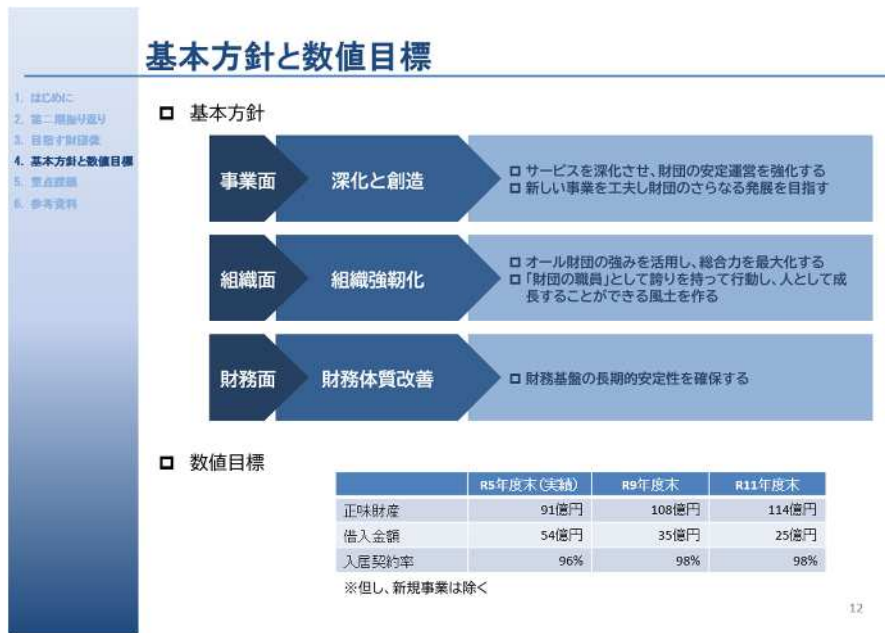 基本方針と数値目標
1. はじめに
2. 第二期振り返り
3. 目指す財団像
4. 基本方針と数値目標
5. 重点課題
6. 参考資料
基本方針
事業面
深化と創造
サービスを深化させ、財団の安定運営を強化する
新しい事業を工夫し財団のさらなる発展を目指す
組織面
組織強靭化
オール財団の強みを活用し、総合力を最大化する
「財団の職員」として誇りを持って行動し、人として成
長することができる風土を作る
財務面
財務体質改善
財務基盤の長期的安定性を確保する
数値目標
R5年度末(実績) R9年度末 R11年度末
正味財産 91億円 108億円 114億円
借入金額 54億円 35億円 25億円
入居契約率 96% 98% 98%
※但し、新規事業は除く
12